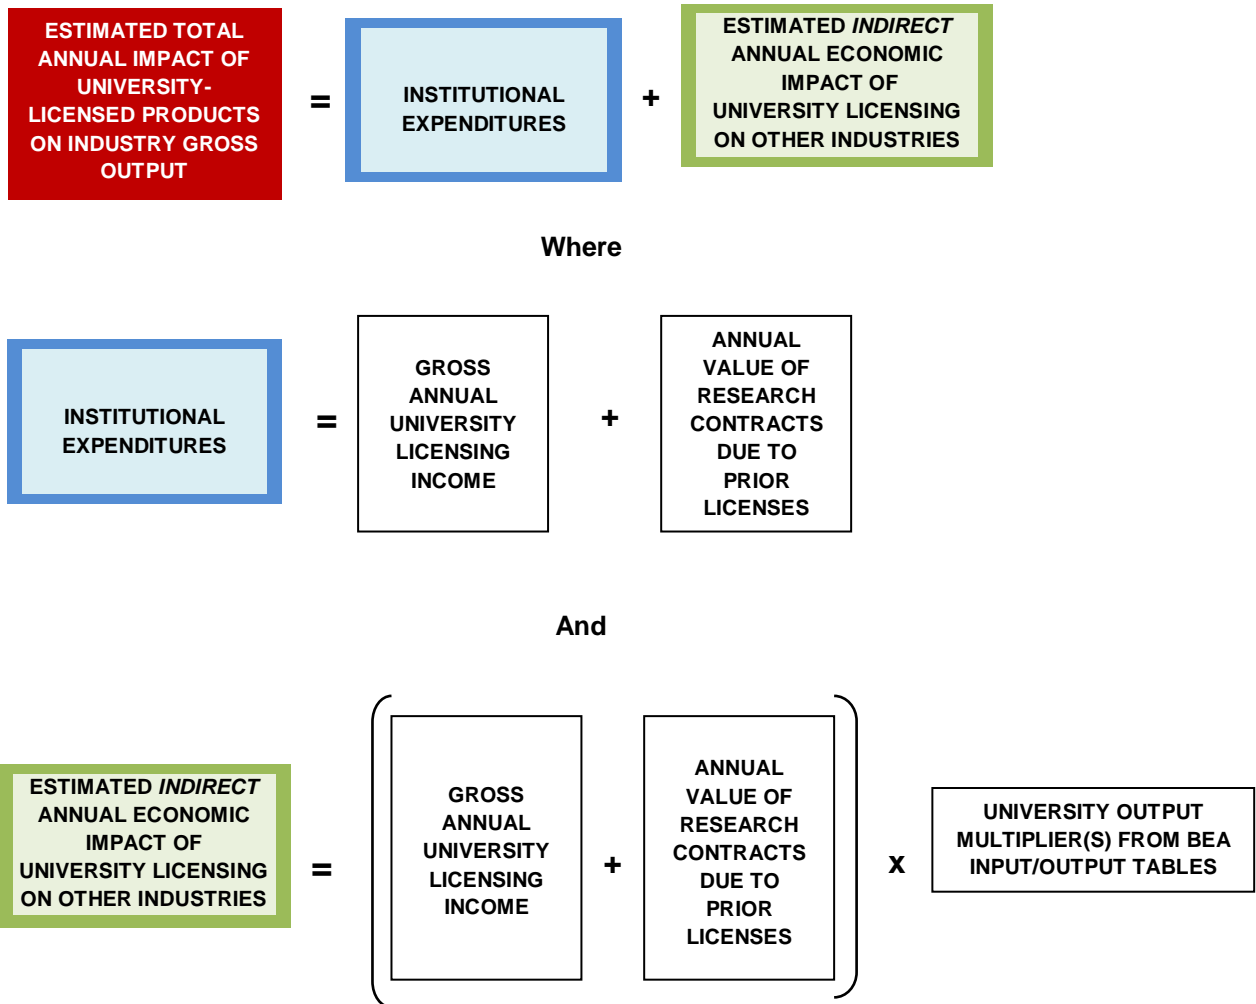 ESTIMATED TOTAL
ANNUAL IMPACT OF
UNIVERSITY-
LICENSED PRODUCTS
ON INDUSTRY GROSS
OUTPUT
=
INSTITUTIONAL
EXPENDITURES
+
ESTIMATED INDIRECT
ANNUAL ECONOMIC
IMPACT OF
UNIVERSITY LICENSING
ON OTHER INDUSTRIES
Where
INSTITUTIONAL
EXPENDITURES
=
GROSS
ANNUAL
UNIVERSITY
LICENSING
INCOME
+
ANNUAL
VALUE OF
RESEARCH
CONTRACTS
DUE TO
PRIOR
LICENSES
And
ESTIMATED INDIRECT
ANNUAL ECONOMIC
IMPACT OF
UNIVERSITY LICENSING
ON OTHER INDUSTRIES
=
(
GROSS
ANNUAL
UNIVERSITY
LICENSING
INCOME
+
ANNUAL
VALUE OF
RESEARCH
CONTRACTS
DUE TO
PRIOR
LICENSES
)
x
UNIVERSITY OUTPUT
MULTIPLIER(S) FROM BEA
INPUT/OUTPUT TABLES